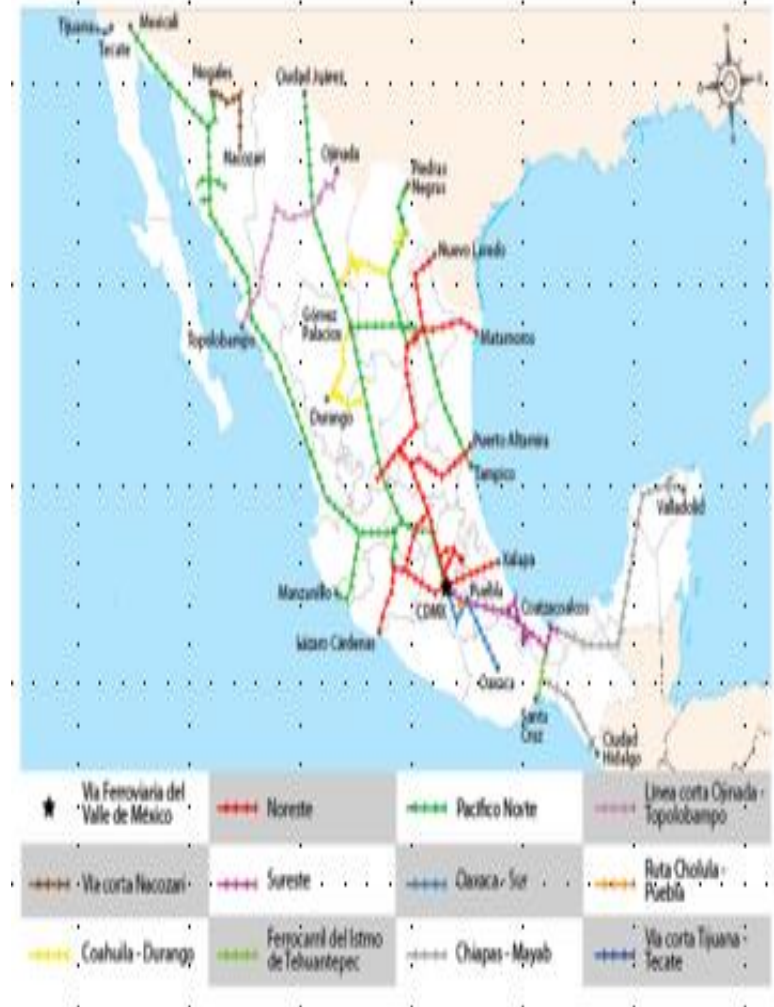 Tijuana
Mexicali
Tecate
Nogales
Ciudad Juárez
Nacozari
Ojinada
Piedras
Negras
Nuevo Laredo
Gómez
Palacios
Topolobampo
Matamoros
Durango
Puerto Altamira
Tampico
Valladolid
Xalapa
Manzanillo
Puebla
CDMX
Coatzacoalcos
Lázaro Cárdenas
Oaxaca
Santa
Cruz
Ciudad
Hidalgo
Vía Ferroviaria del
Valle de México
Noreste
Pacífico Norte
Línea corta Ojinada -
Topolobampo
Vía corta Nacozari
Sureste
Oaxaca - Sur
Ruta Cholula -
Puebla
Coahuila - Durango
Ferrocarril del Istmo
de Tehuantepec
Chiapas - Mayab
Vía corta Tijuana -
Tecate